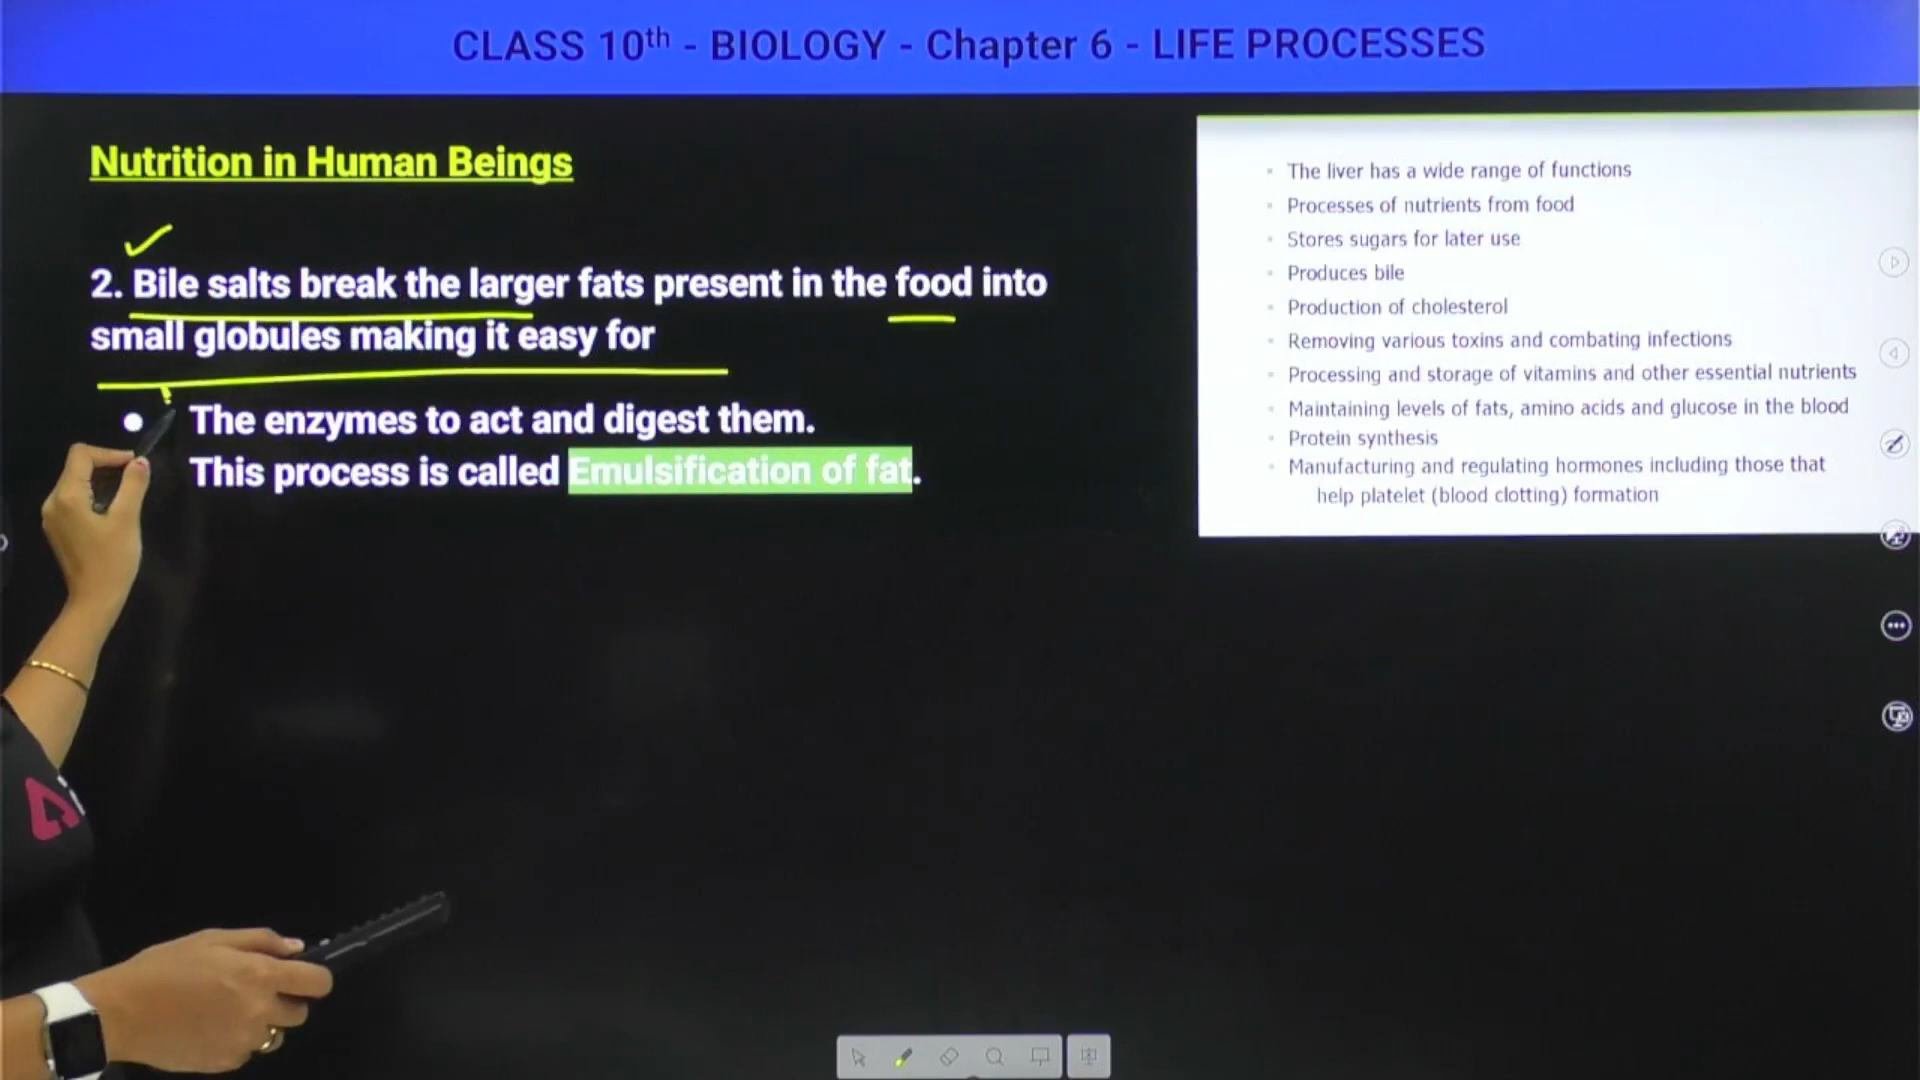 CLASS 10th - BIOLOGY - Chapter 6 - LIFE PROCESSES
Nutrition in Human Beings
2. Bile salts break the larger fats present in the food into
small globules making it easy for
• The enzymes to act and digest them.
This process is called Emulsification of fat.
The liver has a wide range of functions
Processes of nutrients from food
Stores sugars for later use
Produces bile
Production of cholesterol
Removing various toxins and combating infections
Processing and storage of vitamins and other essential nutrients
Maintaining levels of fats, amino acids and glucose in the blood
Protein synthesis
Manufacturing and regulating hormones including those that
help platelet (blood clotting) formation